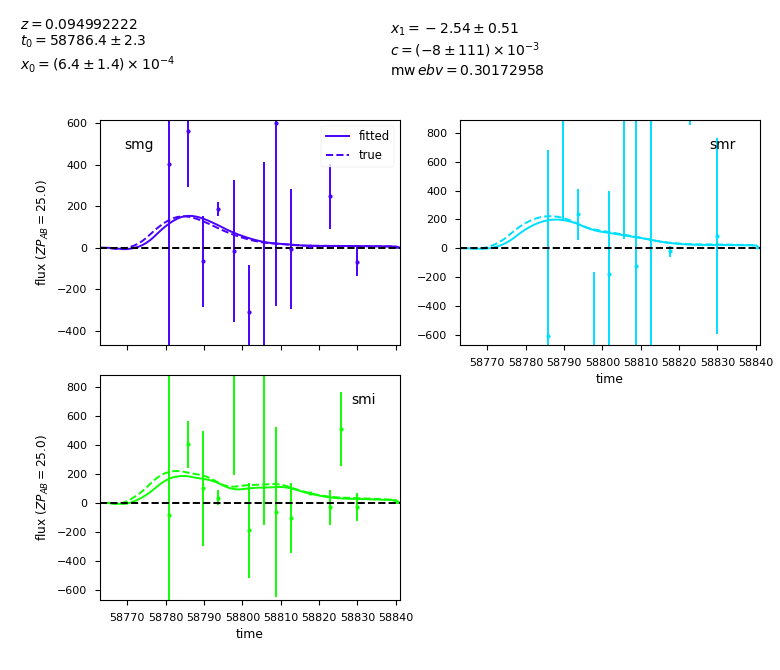 z = 0.094992222
t₀ = 58786.4 ± 2.3
x₀ = (6.4 ± 1.4) × 10⁻⁴
x₁ = −2.54 ± 0.51
c = (−8 ± 111) × 10⁻³
mw ebv = 0.30172958
smg
fitted
true
600
400
200
0
−200
−400
flux (ZP_AB = 25.0)
smr
800
600
400
200
0
−200
−400
−600
58770 58780 58790 58800 58810 58820 58830 58840
time
smi
800
600
400
200
0
−200
−400
−600
flux (ZP_AB = 25.0)
58770 58780 58790 58800 58810 58820 58830 58840
time